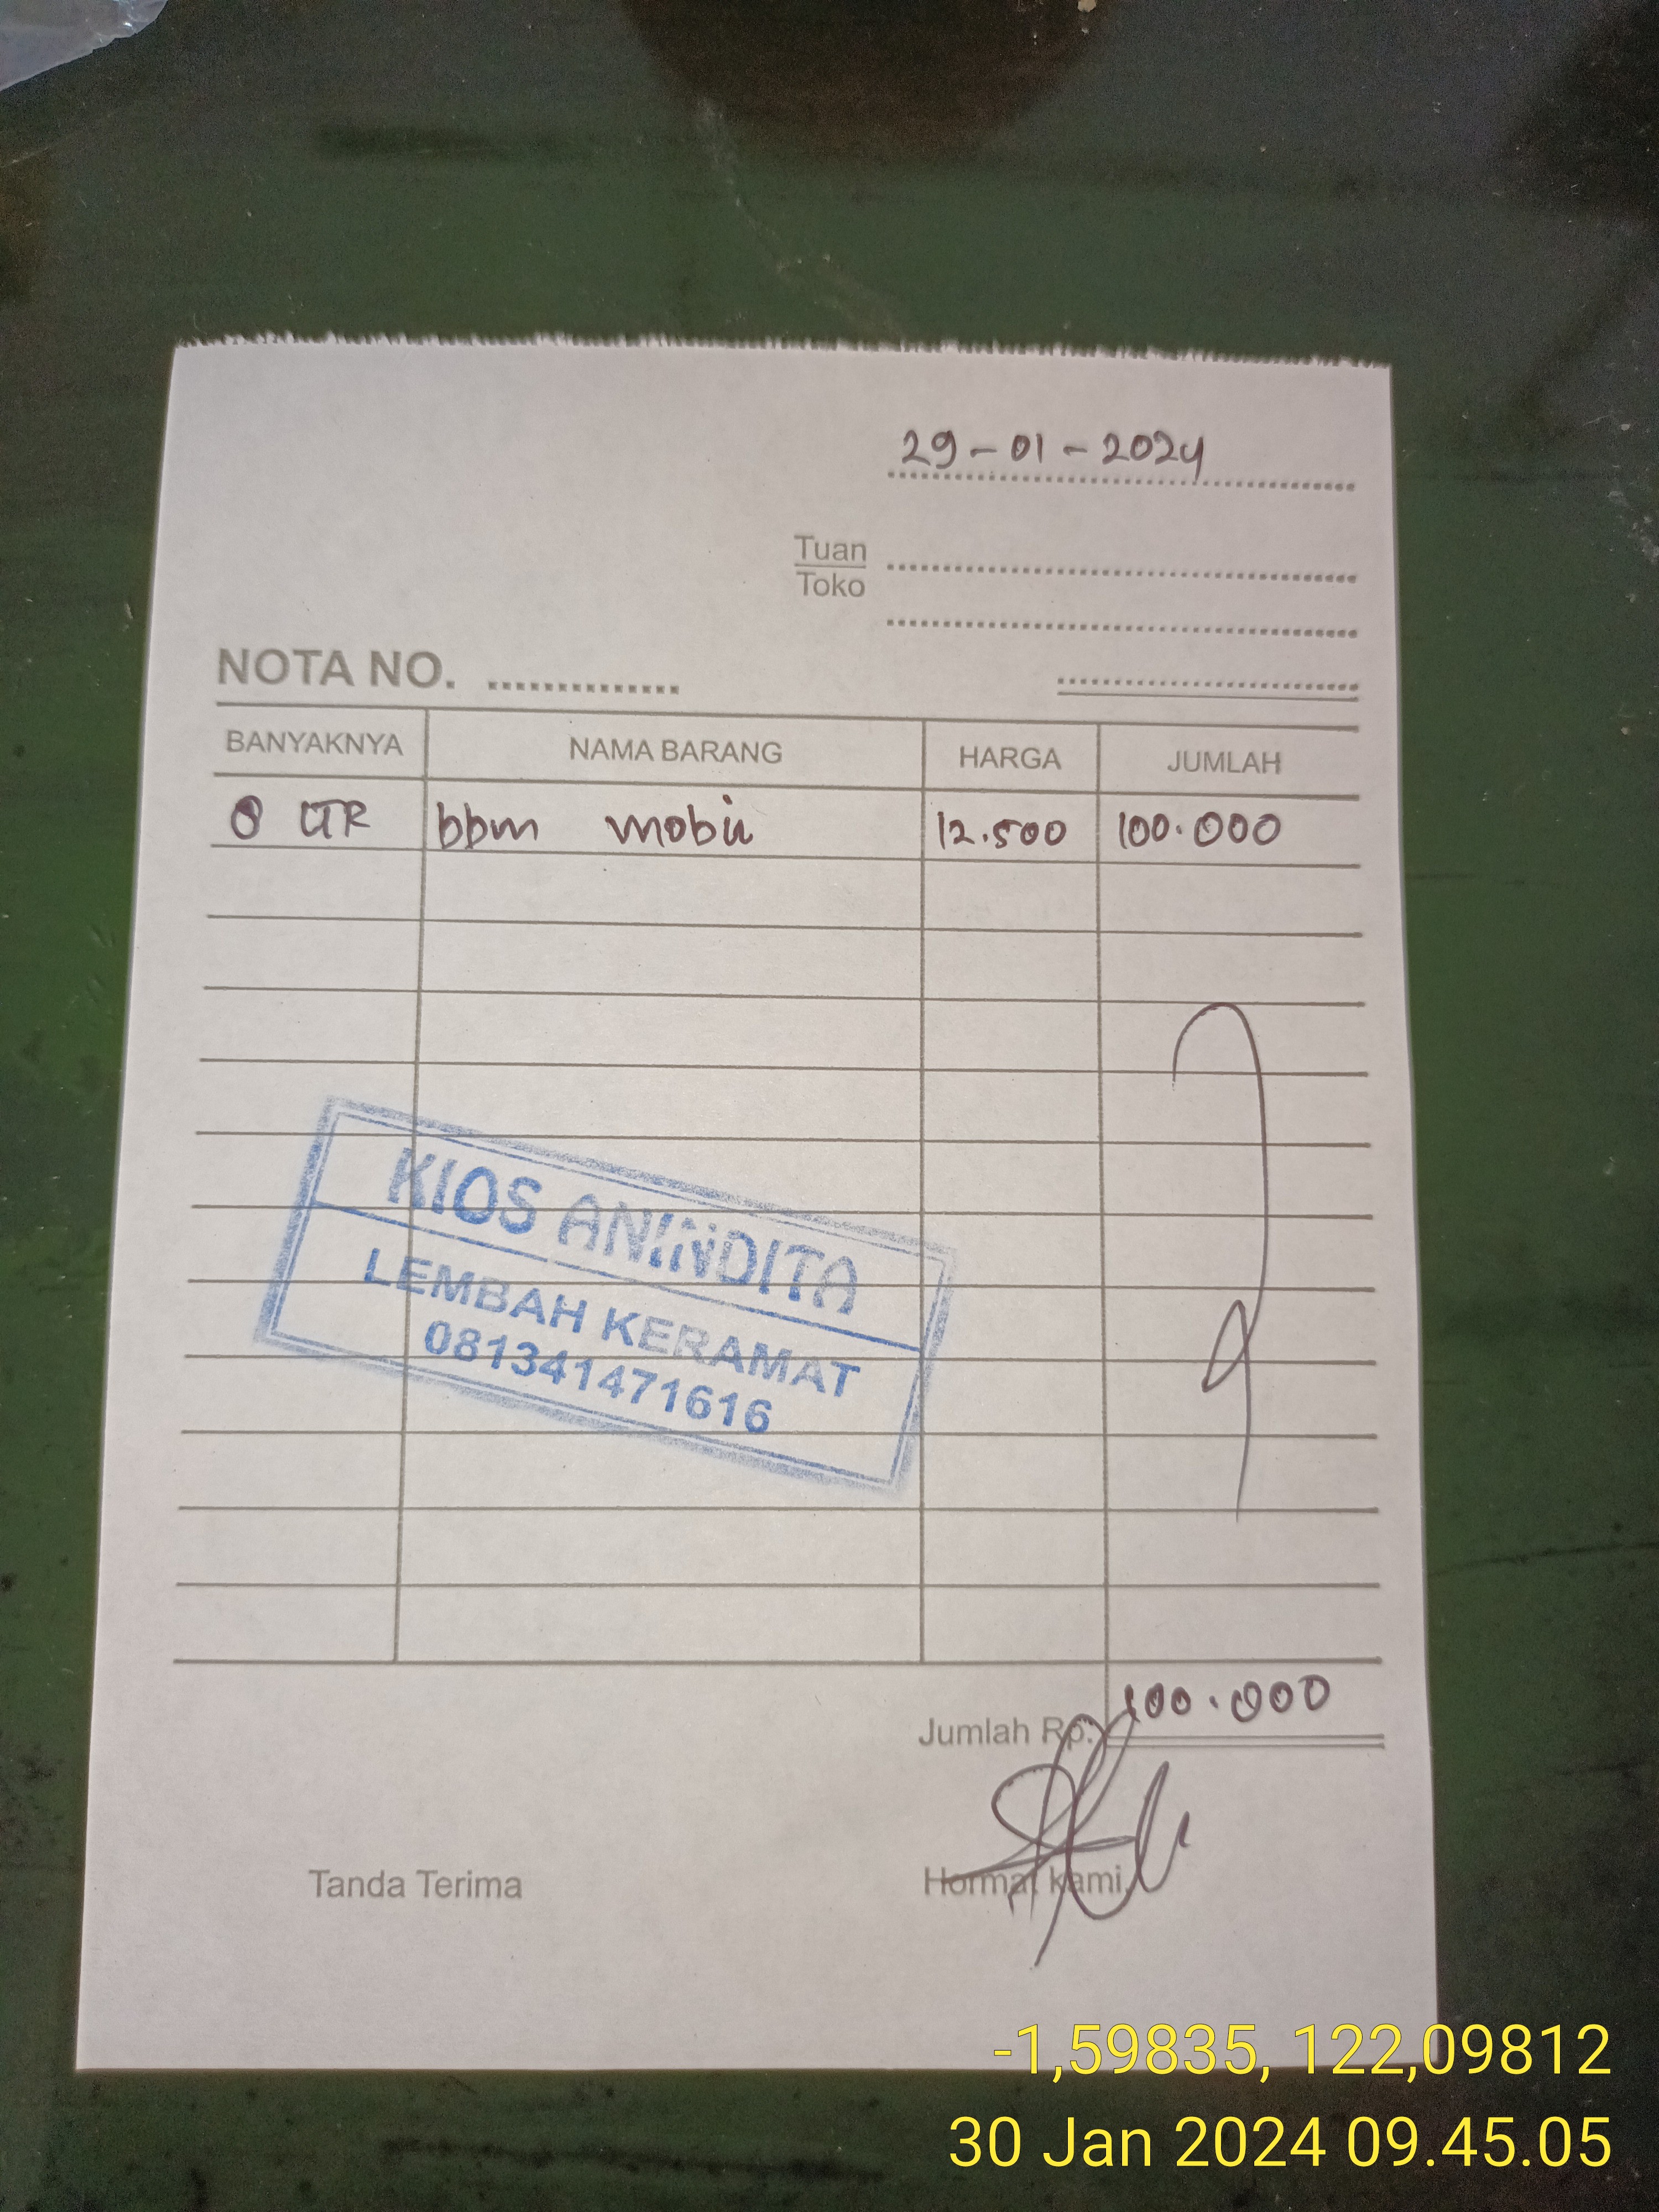 29-01-2024
Tuan
Toko
NOTA NO.
BANYAKNYA NAMA BARANG HARGA JUMLAH
8 LTR bbm mobil 12.500 100.000
KIOS ANINDITA
LEMBAH KERAMAT
081341471616
Jumlah Rp. 100.000
Tanda Terima Hormat kami,
-1,59835, 122,09812
30 Jan 2024 09.45.05